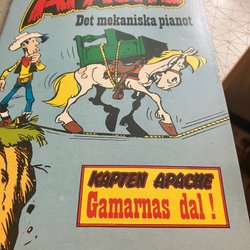 Det mekaniska pianot
KAPTEN APACHE
Gamarnas dal!